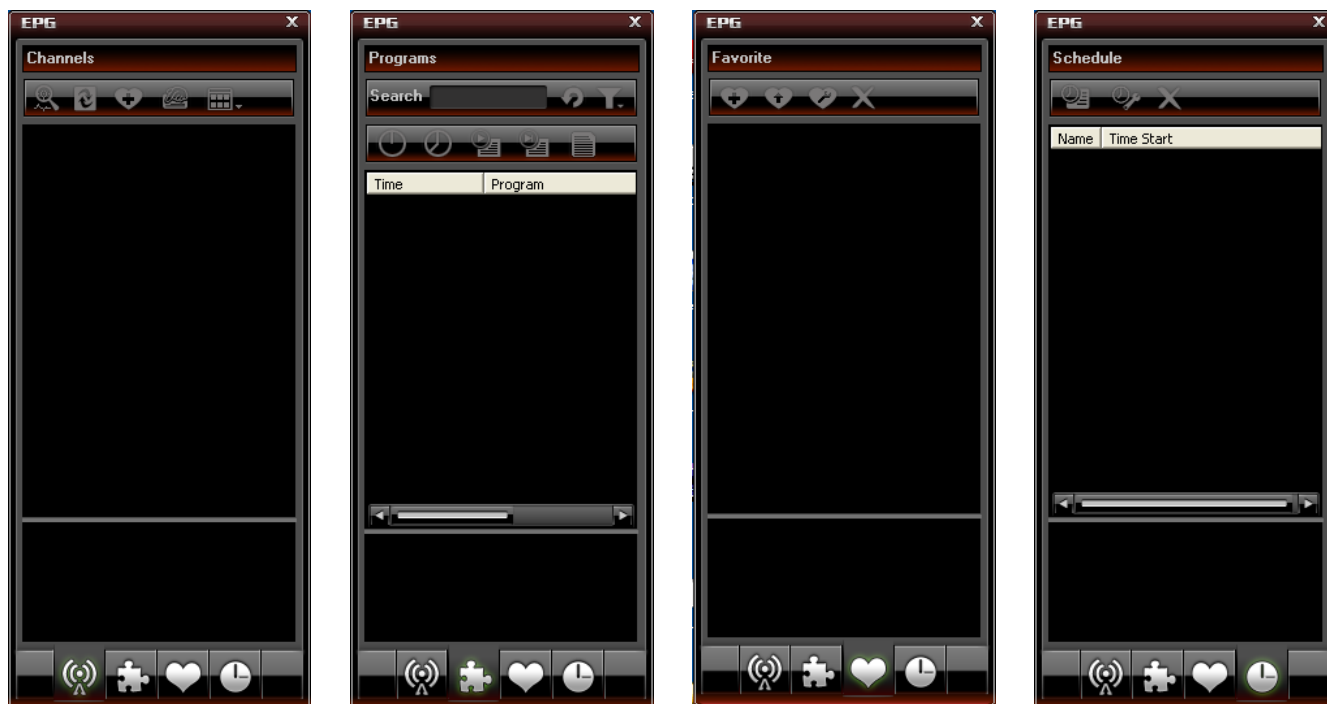 EPG X
Channels
EPG X
Programs
Search
Time Program
EPG X
Favorite
EPG X
Schedule
Name Time Start